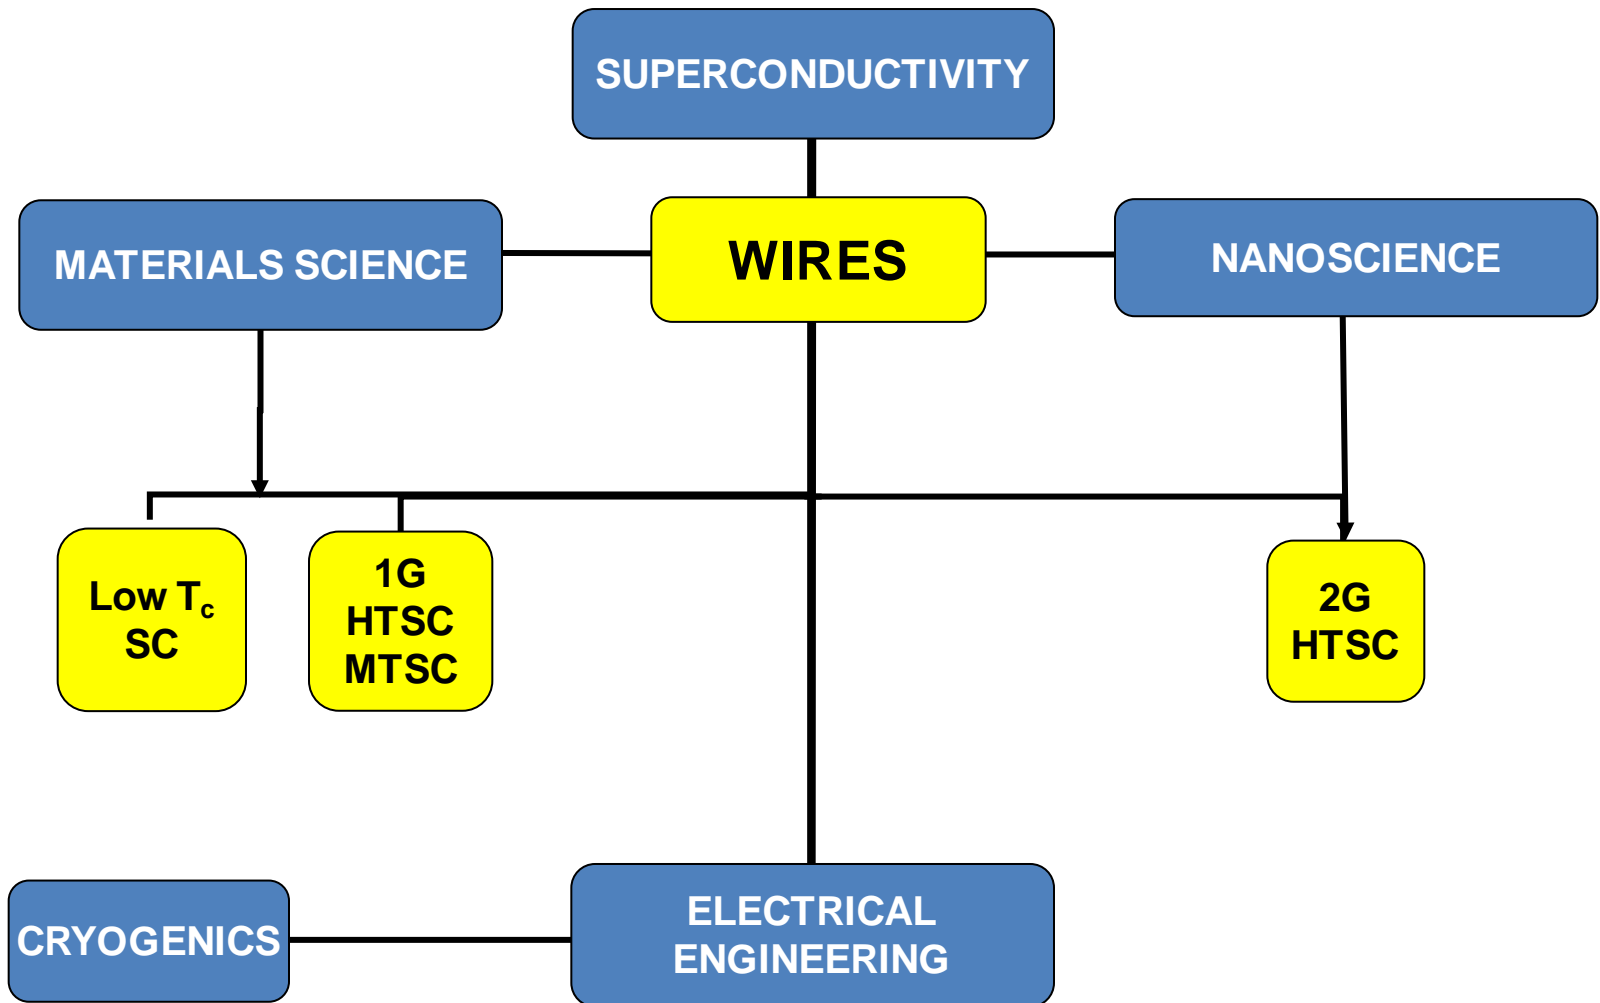 SUPERCONDUCTIVITY
MATERIALS SCIENCE
WIRES
NANOSCIENCE
Low Tc
SC
1G
HTSC
MTSC
2G
HTSC
CRYOGENICS
ELECTRICAL
ENGINEERING